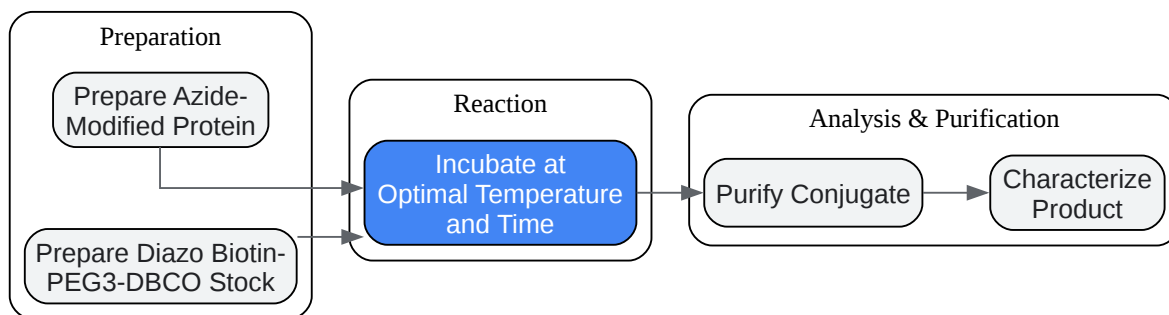 Preparation
Prepare Azide-
Modified Protein
Prepare Diazo Biotin-
PEG3-DBCO Stock
Reaction
Incubate at
Optimal Temperature
and Time
Analysis & Purification
Purify Conjugate
Characterize
Product